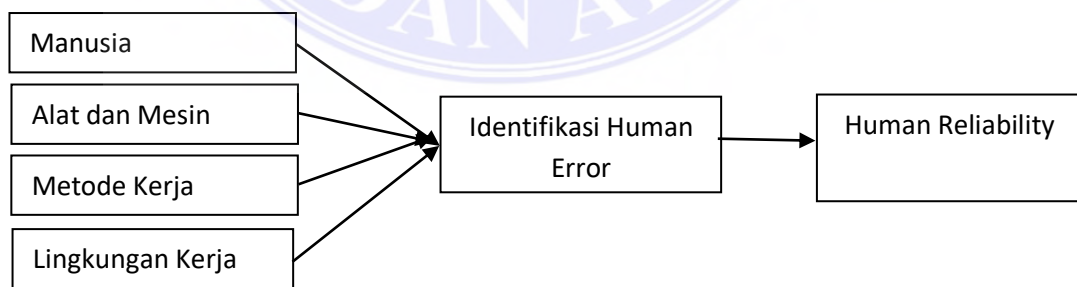 Manusia
Alat dan Mesin
Metode Kerja
Lingkungan Kerja
Identifikasi Human
Error
Human Reliability